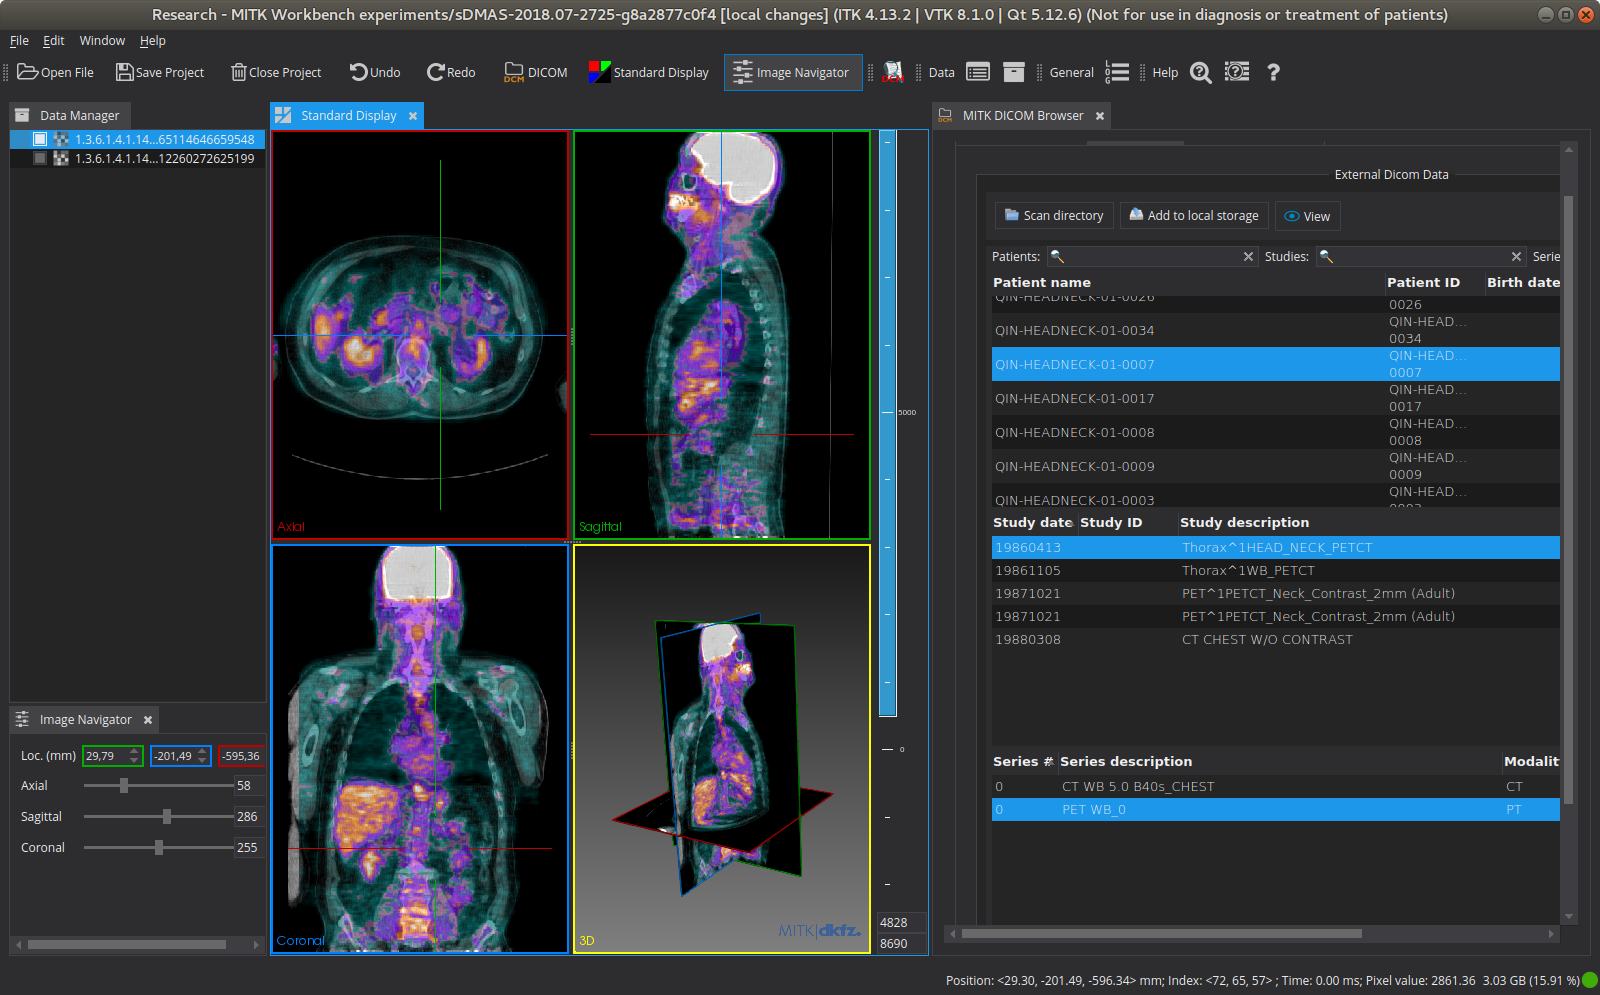 Research - MITK Workbench experiments/sDMAS-2018.07-2725-g8a2877c0f4 [local changes] (ITK 4.13.2 | VTK 8.1.0 | Qt 5.12.6) (Not for use in diagnosis or treatment of patients)
File Edit Window Help
Open File Save Project Close Project Undo Redo DCM DICOM Standard Display Image Navigator DCM Data General LOG Help
Data Manager
1.3.6.1.4.1.14...65114646659548
1.3.6.1.4.1.14...12260272625199
Image Navigator
Loc. (mm) 29,79 -201,49 -595,36
Axial 58
Sagittal 286
Coronal 255
Standard Display
Axial
Sagittal
Coronal
3D
MITK|dkfz.
5000
0
4828
8690
DCM MITK DICOM Browser
External Dicom Data
Scan directory Add to local storage View
Patients: Studies: Serie
Patient name Patient ID Birth date
QIN-HEADNECK-01-0026 0026
QIN-HEADNECK-01-0034 QIN-HEAD... 0034
QIN-HEADNECK-01-0007 QIN-HEAD... 0007
QIN-HEADNECK-01-0017 QIN-HEAD... 0017
QIN-HEADNECK-01-0008 QIN-HEAD... 0008
QIN-HEADNECK-01-0009 QIN-HEAD... 0009
QIN-HEADNECK-01-0003 QIN-HEAD... 0003
Study date Study ID Study description
19860413 Thorax^1HEAD_NECK_PETCT
19861105 Thorax^1WB_PETCT
19871021 PET^1PETCT_Neck_Contrast_2mm (Adult)
19871021 PET^1PETCT_Neck_Contrast_2mm (Adult)
19880308 CT CHEST W/O CONTRAST
Series # Series description Modalit
0 CT WB 5.0 B40s_CHEST CT
0 PET WB_0 PT
Position: <29.30, -201.49, -596.34> mm; Index: <72, 65, 57> ; Time: 0.00 ms; Pixel value: 2861.36 3.03 GB (15.91 %)